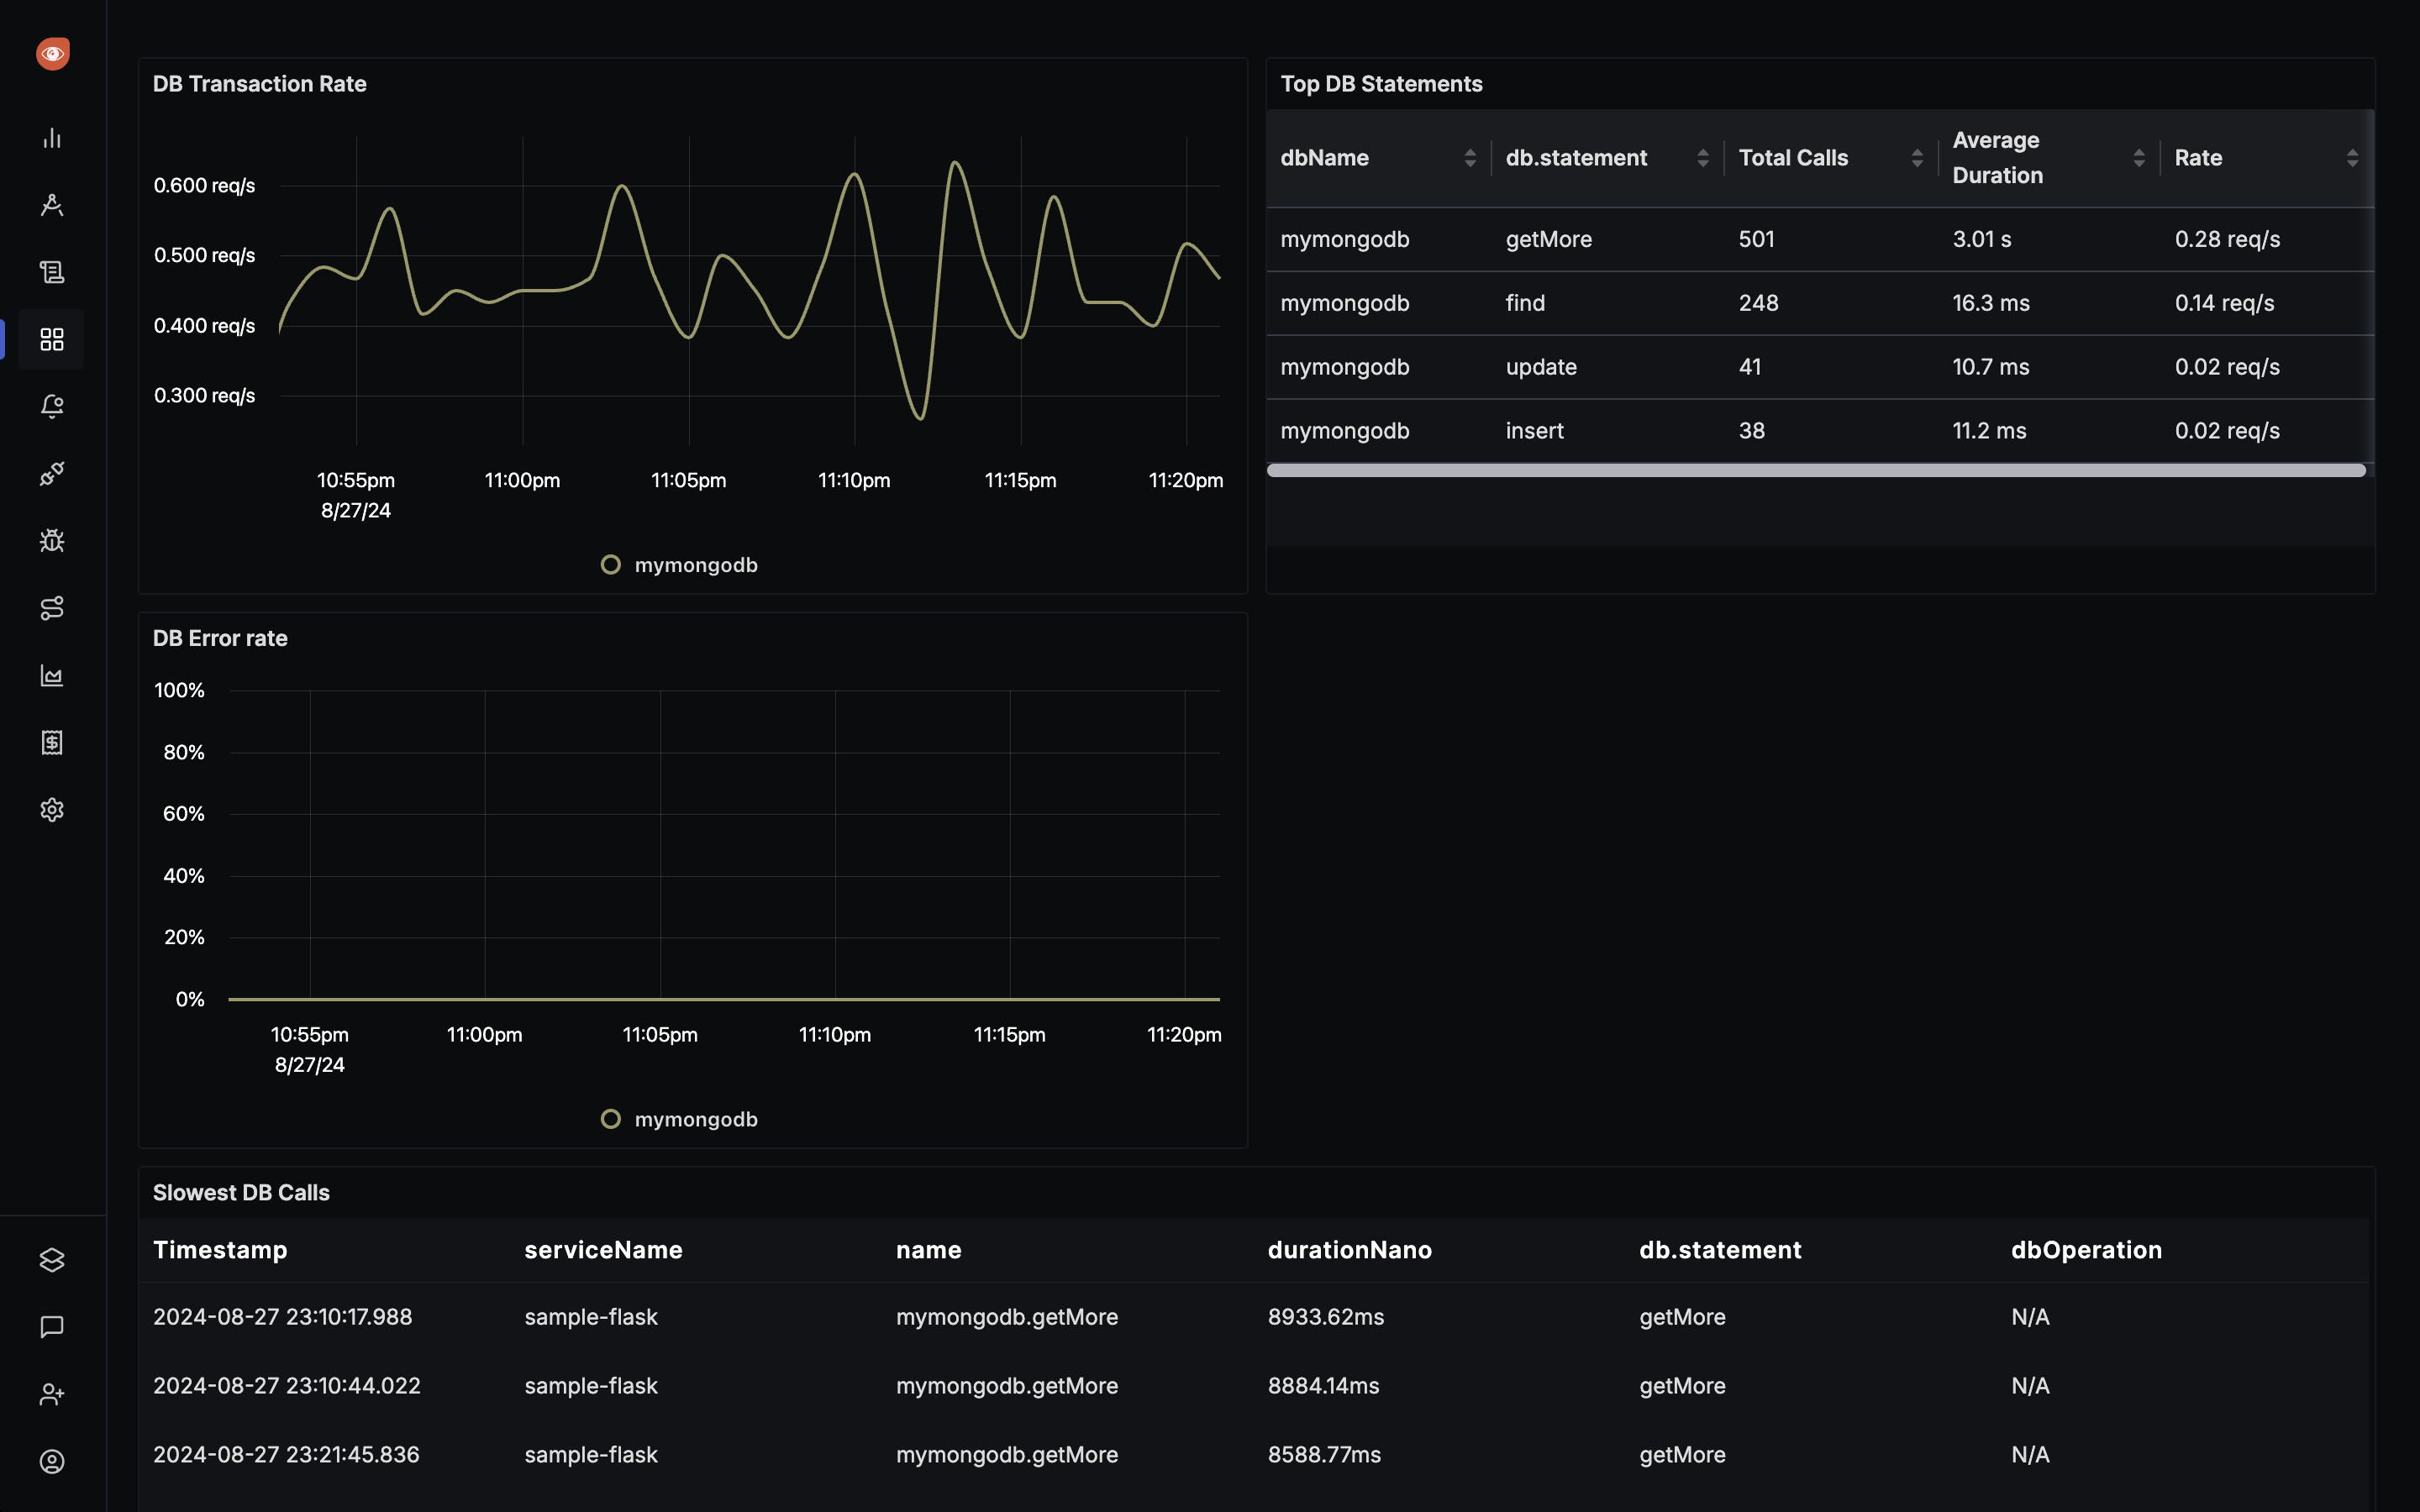 DB Transaction Rate
0.600 req/s
0.500 req/s
0.400 req/s
0.300 req/s
10:55pm 11:00pm 11:05pm 11:10pm 11:15pm 11:20pm
8/27/24
mymongodb
Top DB Statements
dbName db.statement Total Calls Average Duration Rate
mymongodb getMore 501 3.01 s 0.28 req/s
mymongodb find 248 16.3 ms 0.14 req/s
mymongodb update 41 10.7 ms 0.02 req/s
mymongodb insert 38 11.2 ms 0.02 req/s
DB Error rate
100%
80%
60%
40%
20%
0%
10:55pm 11:00pm 11:05pm 11:10pm 11:15pm 11:20pm
8/27/24
mymongodb
Slowest DB Calls
Timestamp serviceName name durationNano db.statement dbOperation
2024-08-27 23:10:17.988 sample-flask mymongodb.getMore 8933.62ms getMore N/A
2024-08-27 23:10:44.022 sample-flask mymongodb.getMore 8884.14ms getMore N/A
2024-08-27 23:21:45.836 sample-flask mymongodb.getMore 8588.77ms getMore N/A